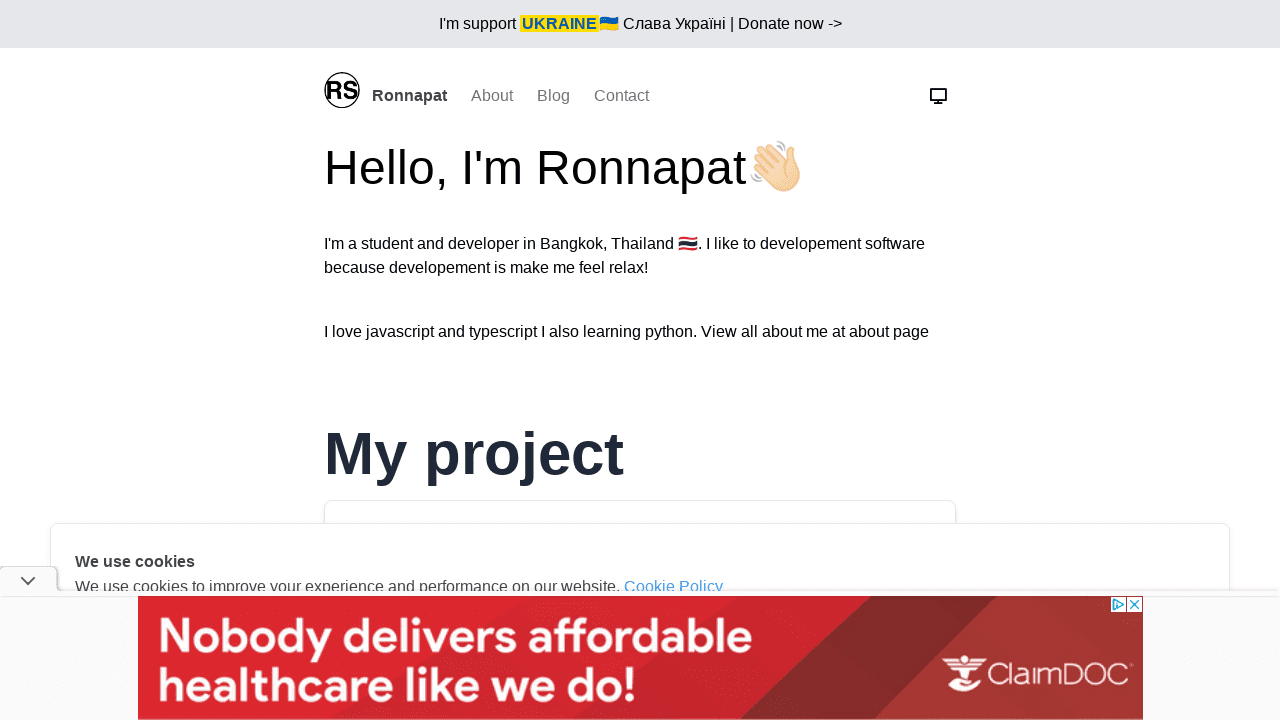 I'm support UKRAINE🇺🇦 Слава Україні | Donate now ->
RS Ronnapat About Blog Contact
Hello, I'm Ronnapat👋🏻
I'm a student and developer in Bangkok, Thailand 🇹🇭. I like to developement software
because developement is make me feel relax!
I love javascript and typescript I also learning python. View all about me at about page
My project
We use cookies
We use cookies to improve your experience and performance on our website. Cookie Policy
Nobody delivers affordable
healthcare like we do!
ClaimDOC